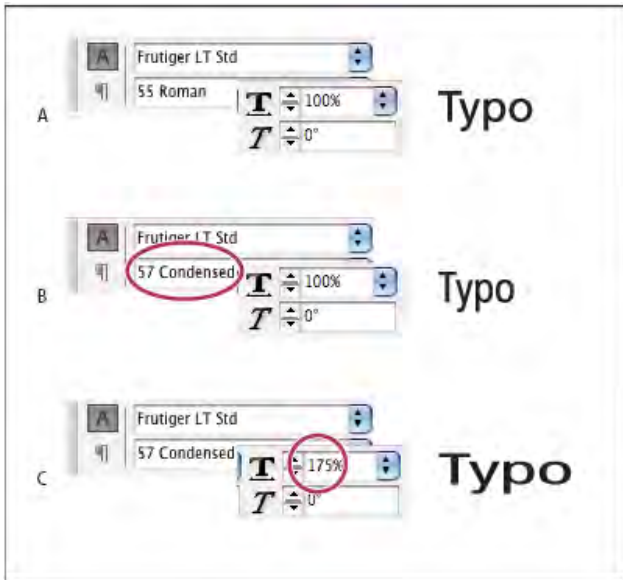 A
Frutiger LT Std
¶
55 Roman
T
100%
T
0°
A
Typo
A
Frutiger LT Std
¶
57 Condensed
T
100%
T
0°
B
Typo
A
Frutiger LT Std
¶
57 Condensed
T
175%
T
0°
C
Typo